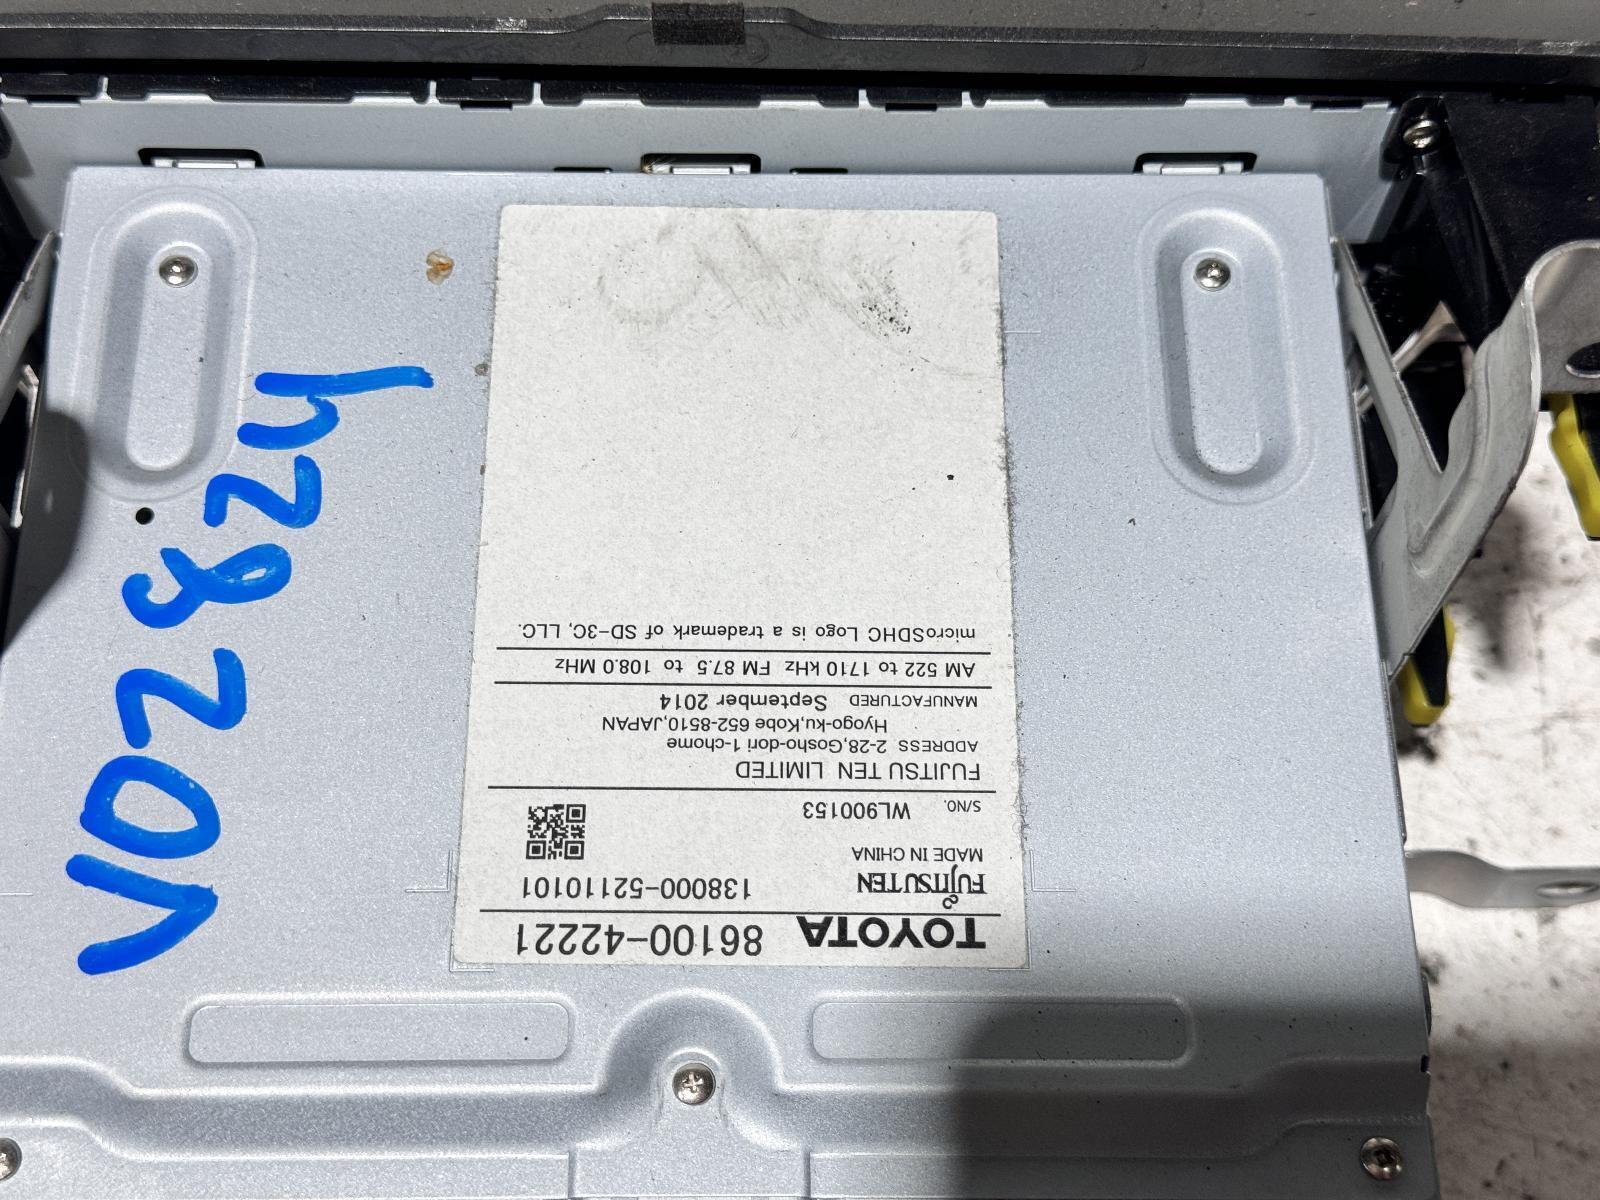 TOYOTA 86100-42221
FUJITSU TEN 138000-52110101
MADE IN CHINA
S/NO. WL900153
FUJITSU TEN LIMITED
ADDRESS 2-28,Gosho-dori 1-chome
Hyogo-ku,Kobe 652-8510,JAPAN
MANUFACTURED September 2014
AM 522 to 1710 kHz FM 87.5 to 108.0 MHz
microSDHC Logo is a trademark of SD-3C, LLC.
V02824